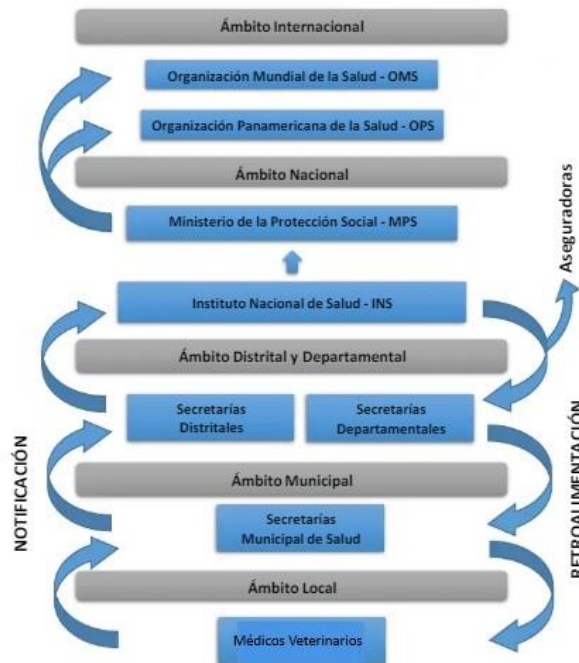 Ámbito Internacional
Organización Mundial de la Salud - OMS
Organización Panamericana de la Salud - OPS
Ámbito Nacional
Ministerio de la Protección Social - MPS
Aseguradoras
Instituto Nacional de Salud - INS
Ámbito Distrital y Departamental
Secretarías
Distritales
Secretarías
Departamentales
NOTIFICACIÓN
RETROALIMENTACIÓN
Ámbito Municipal
Secretarías
Municipal de Salud
Ámbito Local
Médicos Veterinarios